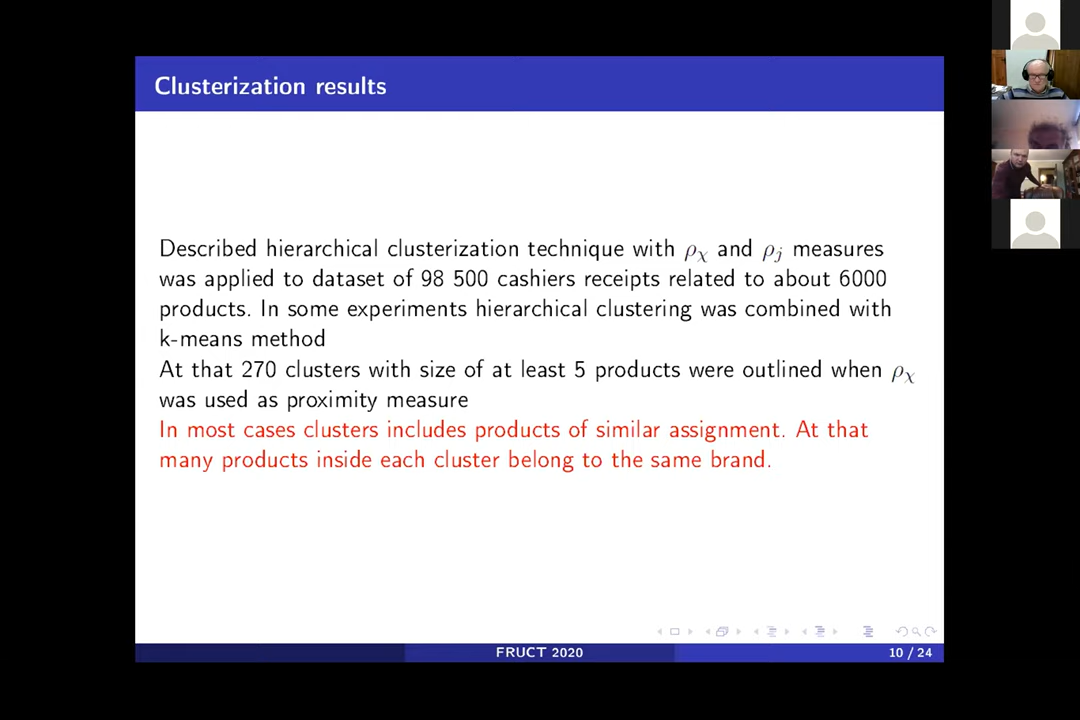 Clusterization results
Described hierarchical clusterization technique with ρχ and ρj measures
was applied to dataset of 98 500 cashiers receipts related to about 6000
products. In some experiments hierarchical clustering was combined with
k-means method
At that 270 clusters with size of at least 5 products were outlined when ρχ
was used as proximity measure
In most cases clusters includes products of similar assignment. At that
many products inside each cluster belong to the same brand.
FRUCT 2020
10 / 24